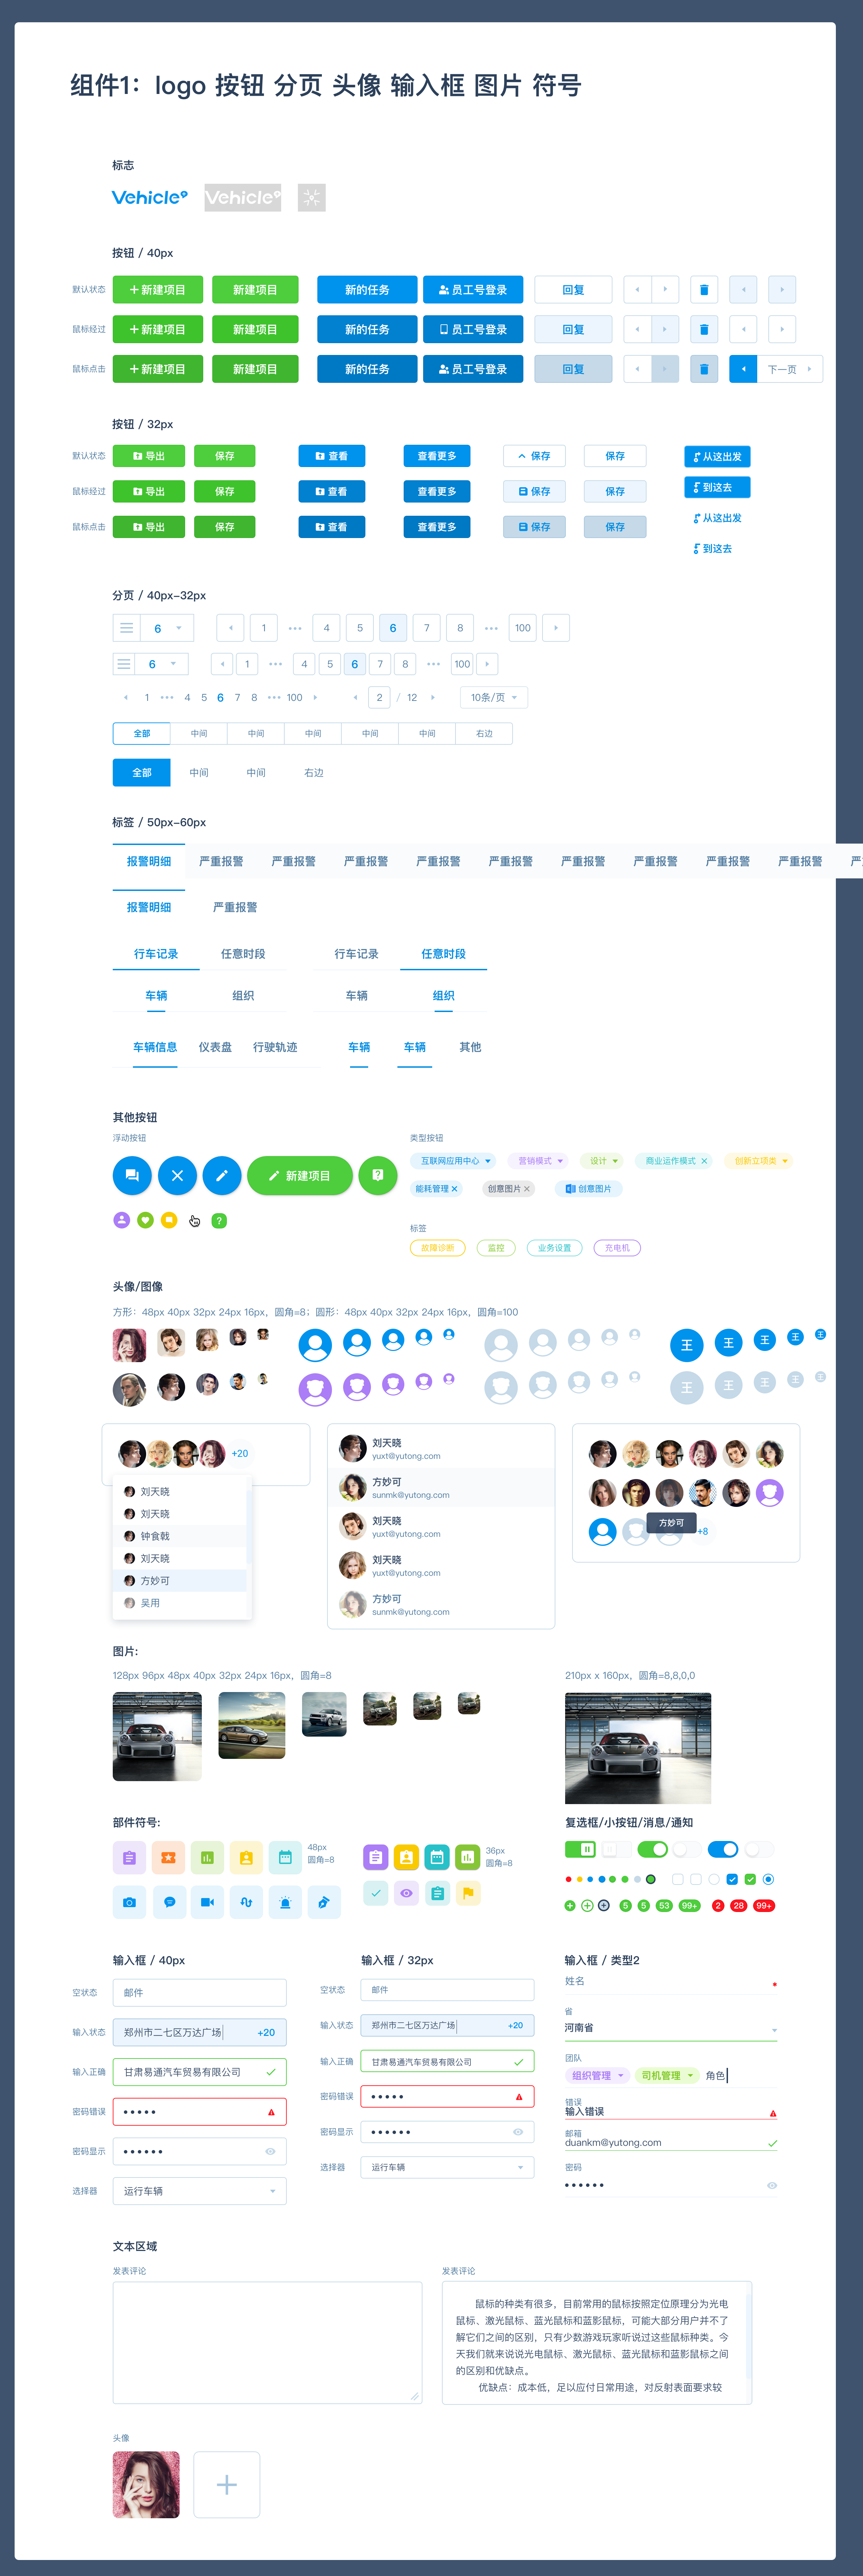 组件1：logo 按钮 分页 头像 输入框 图片 符号
标志
Vehicle Vehicle
按钮 / 40px
默认状态 新建项目 新建项目 新的任务 员工号登录 回复
鼠标经过 新建项目 新建项目 新的任务 员工号登录 回复
鼠标点击 新建项目 新建项目 新的任务 员工号登录 回复 下一页
按钮 / 32px
默认状态 导出 保存 查看 查看更多 保存 保存 从这出发
鼠标经过 导出 保存 查看 查看更多 保存 保存 到这去
鼠标点击 导出 保存 查看 查看更多 保存 保存 从这出发
到这去
分页 / 40px-32px
6 1 ••• 4 5 6 7 8 ••• 100
6 1 ••• 4 5 6 7 8 ••• 100
1 ••• 4 5 6 7 8 ••• 100 2 / 12 10条/页
全部 中间 中间 中间 中间 中间 右边
全部 中间 中间 右边
标签 / 50px-60px
报警明细 严重报警 严重报警 严重报警 严重报警 严重报警 严重报警 严重报警 严重报警 严重报警 严
报警明细 严重报警
行车记录 任意时段 行车记录 任意时段
车辆 组织 车辆 组织
车辆信息 仪表盘 行驶轨迹 车辆 车辆 其他
其他按钮
浮动按钮 类型按钮
互联网应用中心 营销模式 设计 商业运作模式 创新立项类
新建项目
能耗管理 创意图片 创意图片
标签
故障诊断 监控 业务设置 充电机
头像/图像
方形：48px 40px 32px 24px 16px，圆角=8；圆形：48px 40px 32px 24px 16px，圆角=100
王 王 王 王 王
王 王 王 王 王
+20
刘天晓
刘天晓
钟食戟
刘天晓
方妙可
吴用
刘天晓
yuxt@yutong.com
方妙可
sunmk@yutong.com
刘天晓
yuxt@yutong.com
刘天晓
yuxt@yutong.com
方妙可
sunmk@yutong.com
方妙可
+8
图片:
128px 96px 48px 40px 32px 24px 16px，圆角=8 210px x 160px，圆角=8,8,0,0
部件符号: 复选框/小按钮/消息/通知
48px
圆角=8
36px
圆角=8
5 5 53 99+ 2 28 99+
输入框 / 40px
空状态 邮件
输入状态 郑州市二七区万达广场 +20
输入正确 甘肃易通汽车贸易有限公司
密码错误 •••••
密码显示 ••••••
选择器 运行车辆
输入框 / 32px
空状态 邮件
输入状态 郑州市二七区万达广场 +20
输入正确 甘肃易通汽车贸易有限公司
密码错误 •••••
密码显示 ••••••
选择器 运行车辆
输入框 / 类型2
姓名 *
省
河南省
团队
组织管理 司机管理 角色
错误
输入错误
邮箱
duankm@yutong.com
密码
••••••
文本区域
发表评论 发表评论
鼠标的种类有很多，目前常用的鼠标按照定位原理分为光电
鼠标、激光鼠标、蓝光鼠标和蓝影鼠标，可能大部分用户并不了
解它们之间的区别，只有少数游戏玩家听说过这些鼠标种类。今
天我们就来说说光电鼠标、激光鼠标、蓝光鼠标和蓝影鼠标之间
的区别和优缺点。
优缺点：成本低，足以应付日常用途，对反射表面要求较
头像